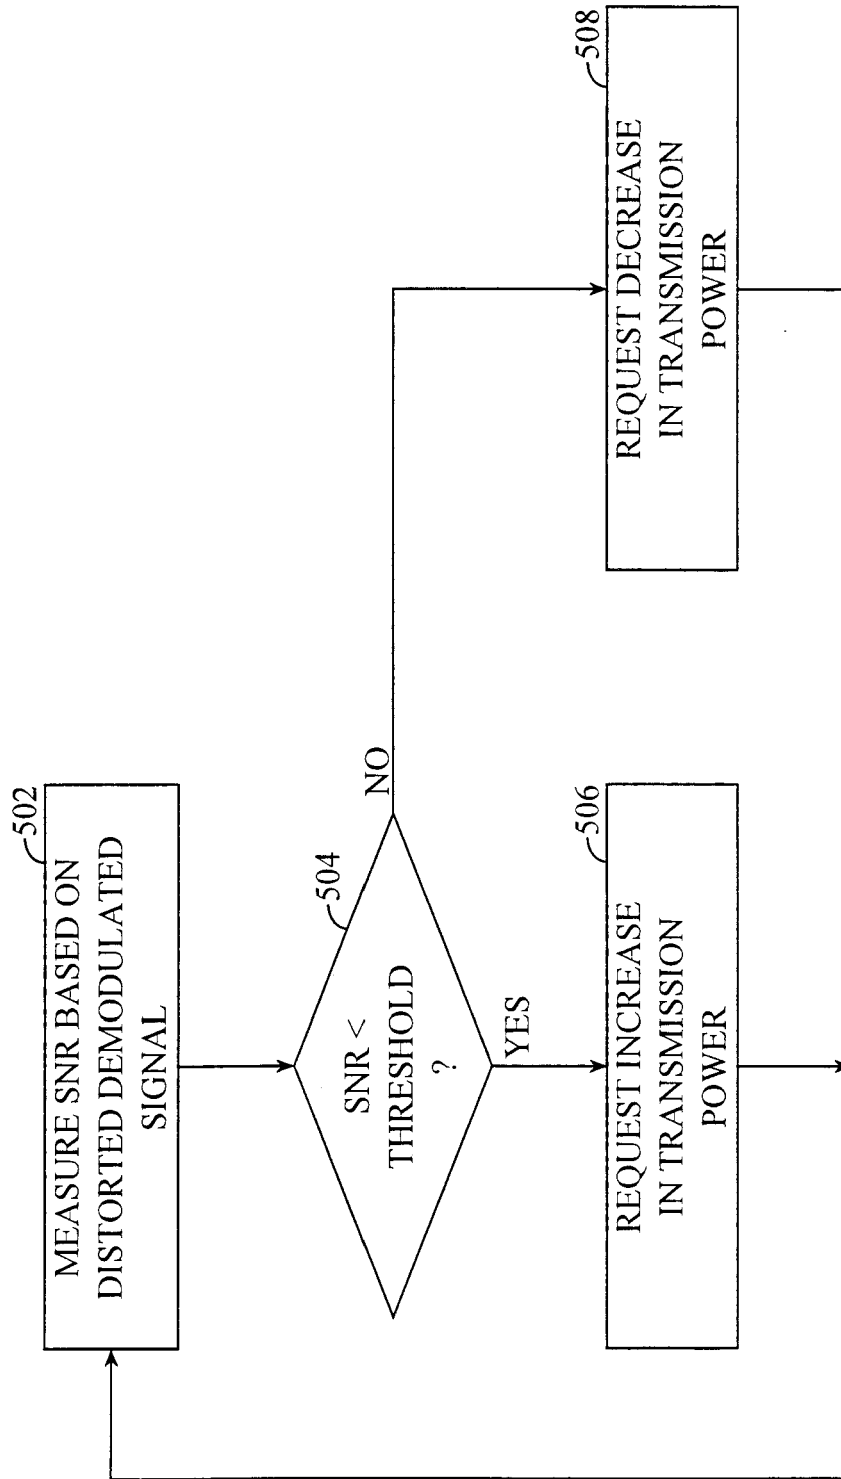 502
MEASURE SNR BASED ON
DISTORTED DEMODULATED
SIGNAL
504
SNR <
THRESHOLD
?
NO
YES
506
REQUEST INCREASE
IN TRANSMISSION
POWER
508
REQUEST DECREASE
IN TRANSMISSION
POWER